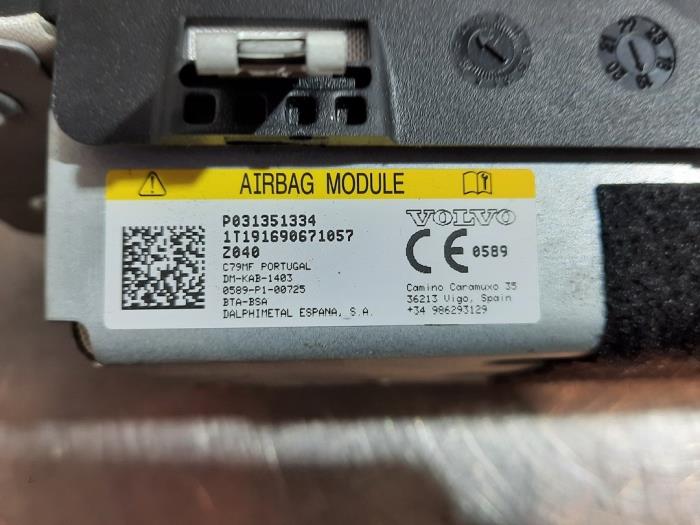 AIRBAG MODULE
P031351334
1T191690671057
Z040
C79MF PORTUGAL
DM-KAB-1403
0589-P1-00725
BTA-BSA
DALPHIMETAL ESPANA, S.A.
VOLVO
CE 0589
Camino Caramuxo 35
36213 Vigo, Spain
+34 986293129